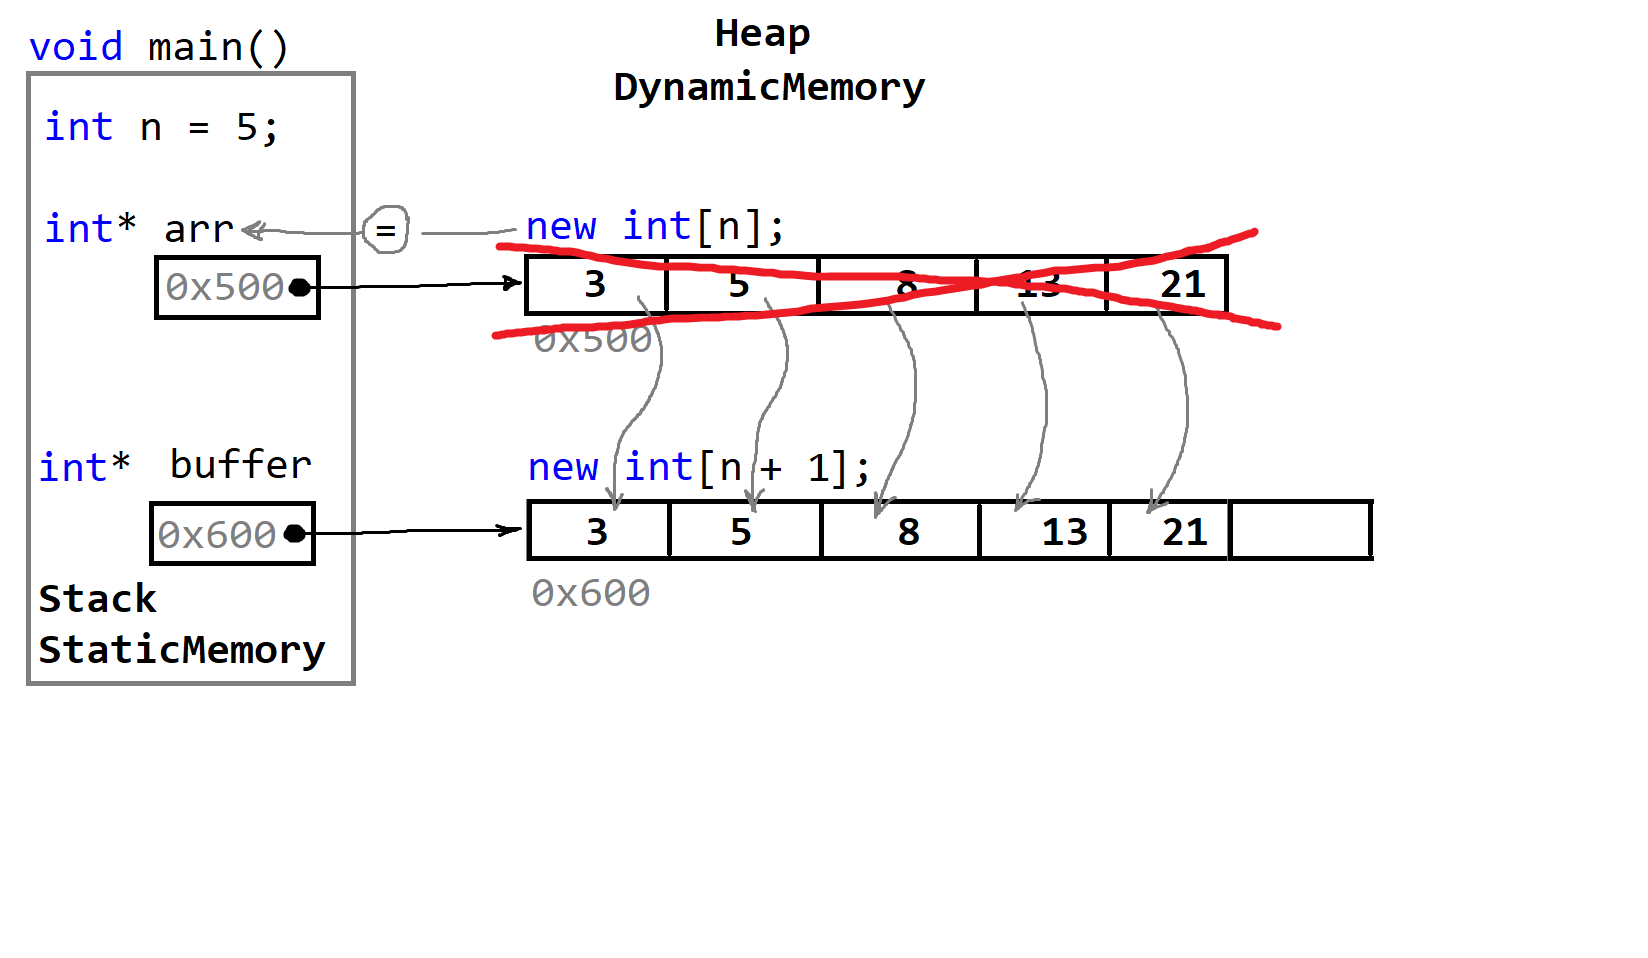 void main()
Heap
DynamicMemory
int n = 5;
int* arr = new int[n];
0x500 3 5 8 13 21
0x500
int* buffer new int[n + 1];
0x600 3 5 8 13 21
0x600
Stack
StaticMemory